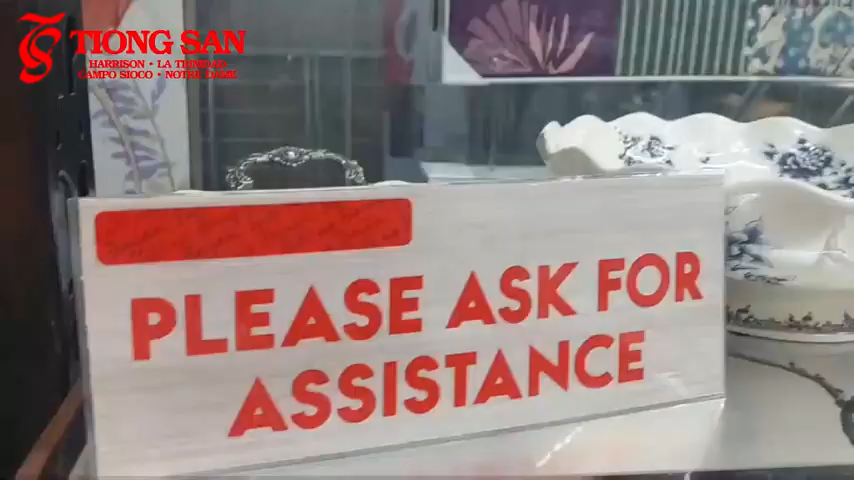 TIONG SAN
HARRISON • LA TRINIDAD
CAMPO SIOCO • NOTRE DAME
PLEASE ASK FOR
ASSISTANCE